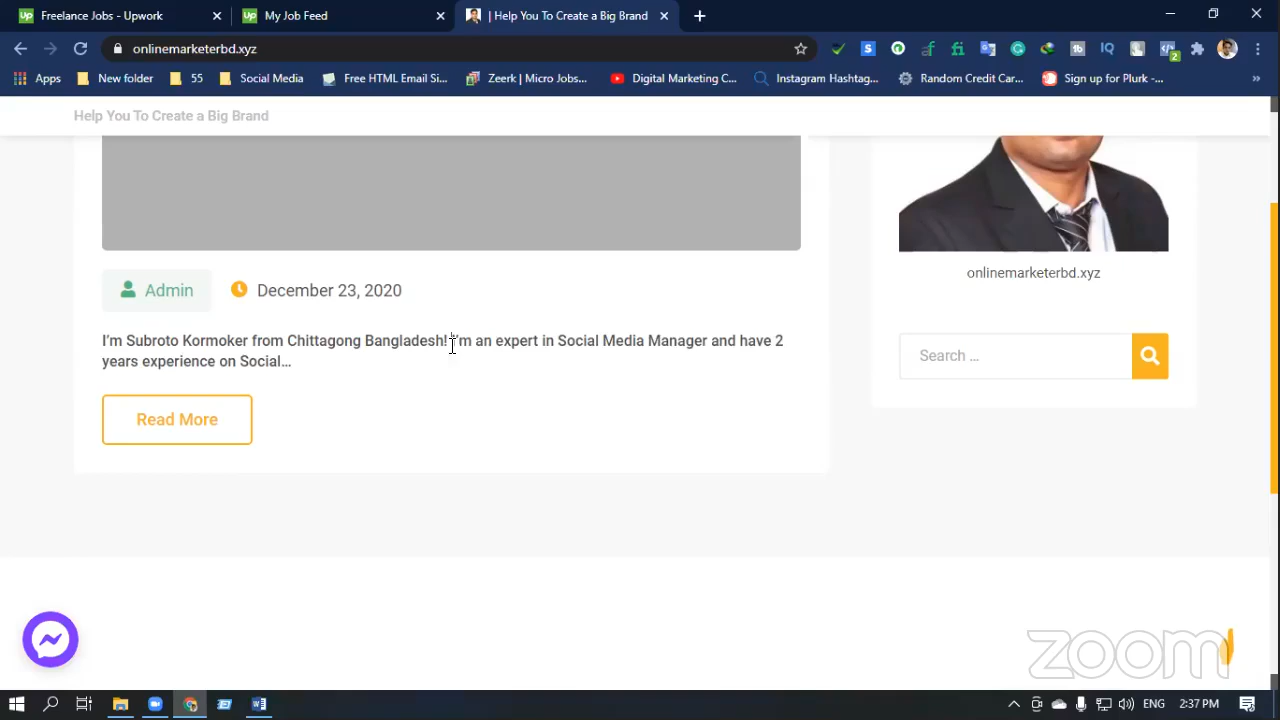 Freelance Jobs - Upwork
My Job Feed
| Help You To Create a Big Brand
onlinemarketerbd.xyz
Apps
New folder
55
Social Media
Free HTML Email Si...
Zeerk | Micro Jobs...
Digital Marketing C...
Instagram Hashtag...
Random Credit Car...
Sign up for Plurk -...
Help You To Create a Big Brand
Admin
December 23, 2020
I'm Subroto Kormoker from Chittagong Bangladesh! I'm an expert in Social Media Manager and have 2
years experience on Social…
Read More
onlinemarketerbd.xyz
Search …
zoom
ENG
2:37 PM